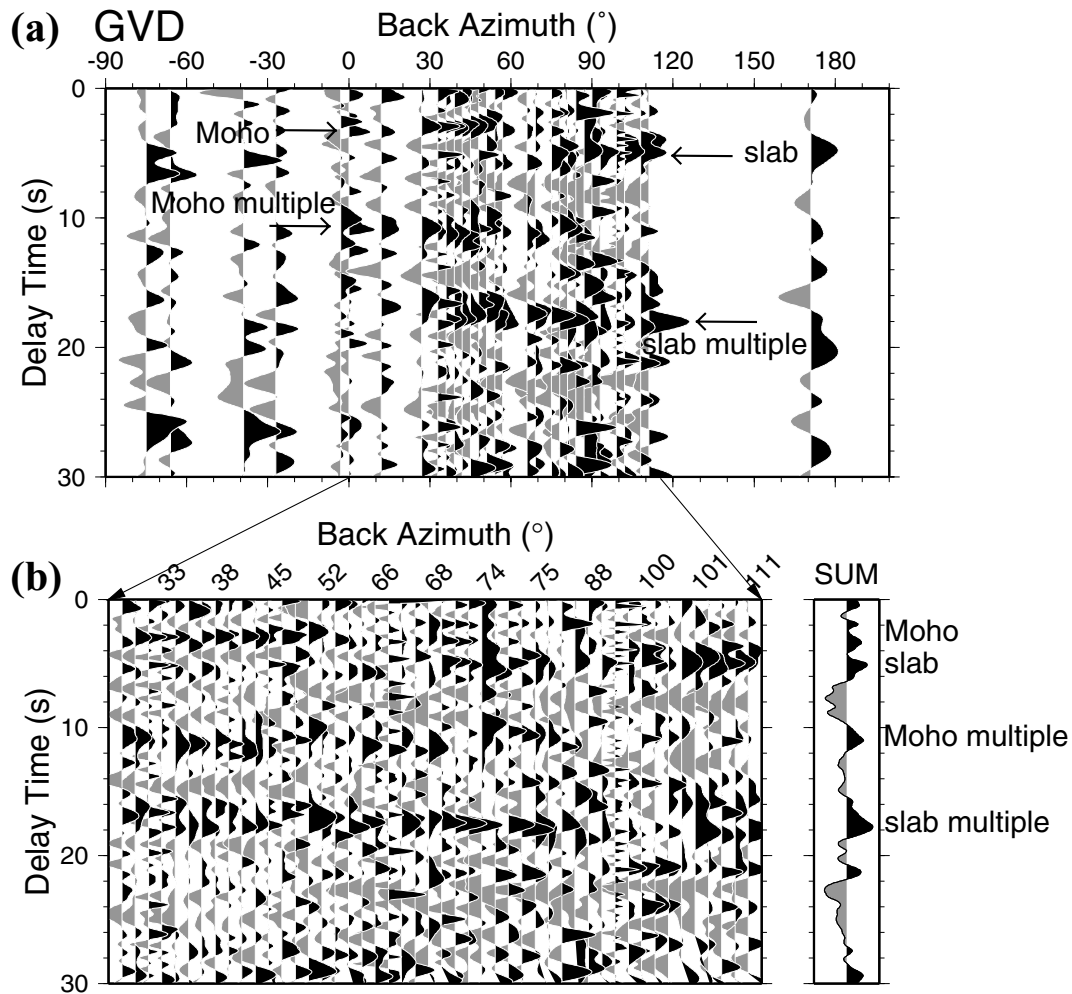 (a) GVD Back Azimuth (°)
-90 -60 -30 0 30 60 90 120 180
0
Moho
slab
Moho multiple
10
Delay Time (s)
20
slab multiple
30
Back Azimuth (°)
(b) 33 38 45 52 66 68 74 75 88 100 101 111 SUM
0
Moho
slab
10
Moho multiple
Delay Time (s)
slab multiple
20
30